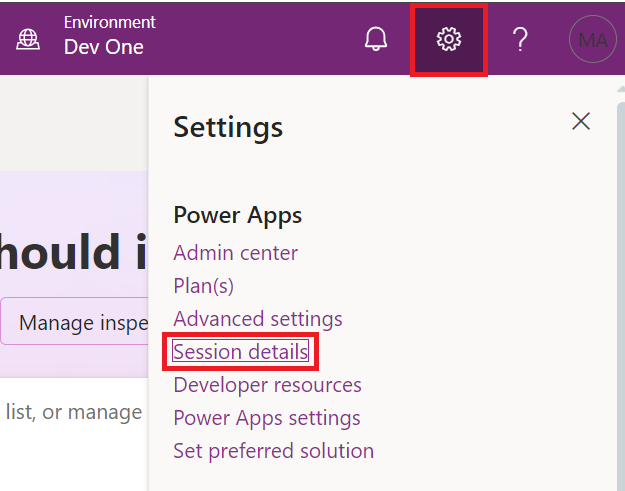 Environment
Dev One
MA
Settings
Power Apps
Admin center
Plan(s)
hould i
Advanced settings
Manage inspe
Session details
Developer resources
list, or manage
Power Apps settings
Set preferred solution